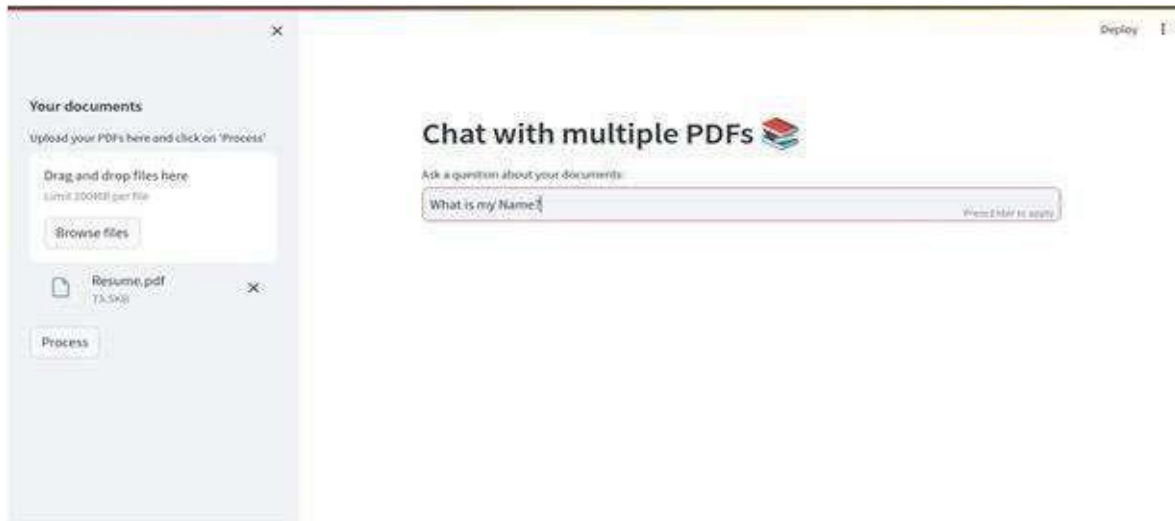 Deploy
Your documents
Upload your PDFs here and click on 'Process'
Drag and drop files here
Limit 200MB per file
Browse files
Resume.pdf
73.5KB
Process
Chat with multiple PDFs
Ask a question about your documents:
What is my Name?
Press Enter to apply